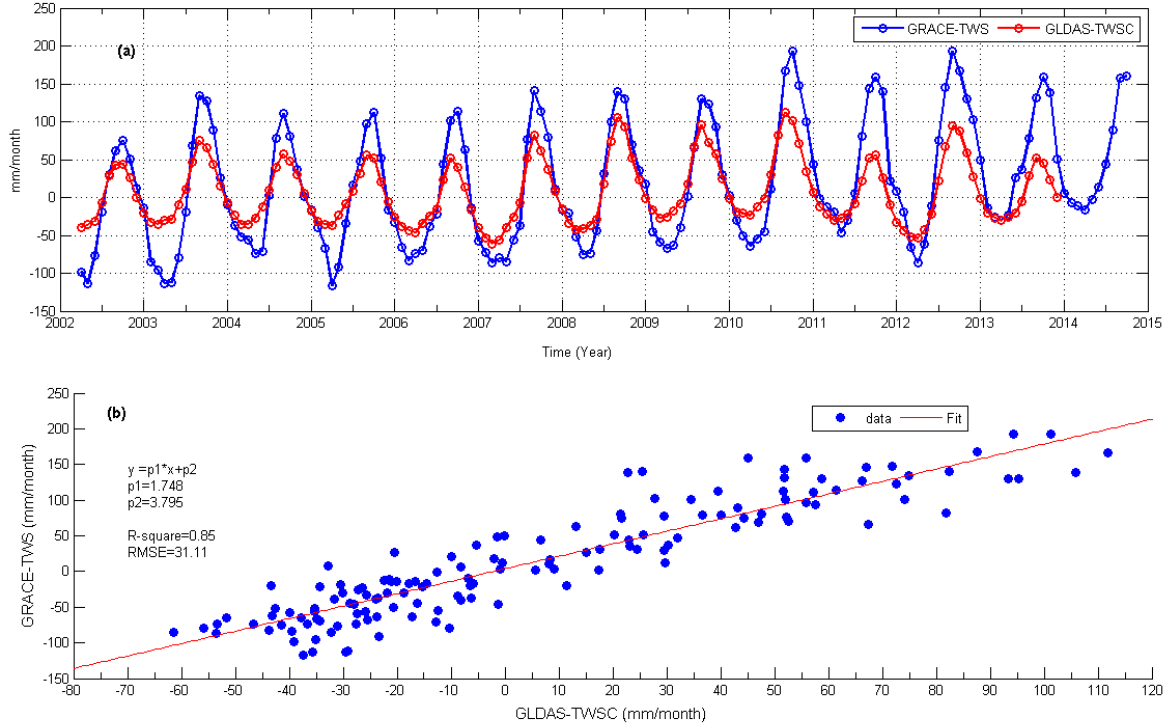 250
200
150
100
50
0
-50
-100
-150
mm/month
(a)
GRACE-TWS GLDAS-TWSC
2002 2003 2004 2005 2006 2007 2008 2009 2010 2011 2012 2013 2014 2015
Time (Year)
250
200
150
100
50
0
-50
-100
-150
GRACE-TWS (mm/month)
(b)
data Fit
y =p1*x+p2
p1=1.748
p2=3.795
R-square=0.85
RMSE=31.11
-80 -70 -60 -50 -40 -30 -20 -10 0 10 20 30 40 50 60 70 80 90 100 110 120
GLDAS-TWSC (mm/month)